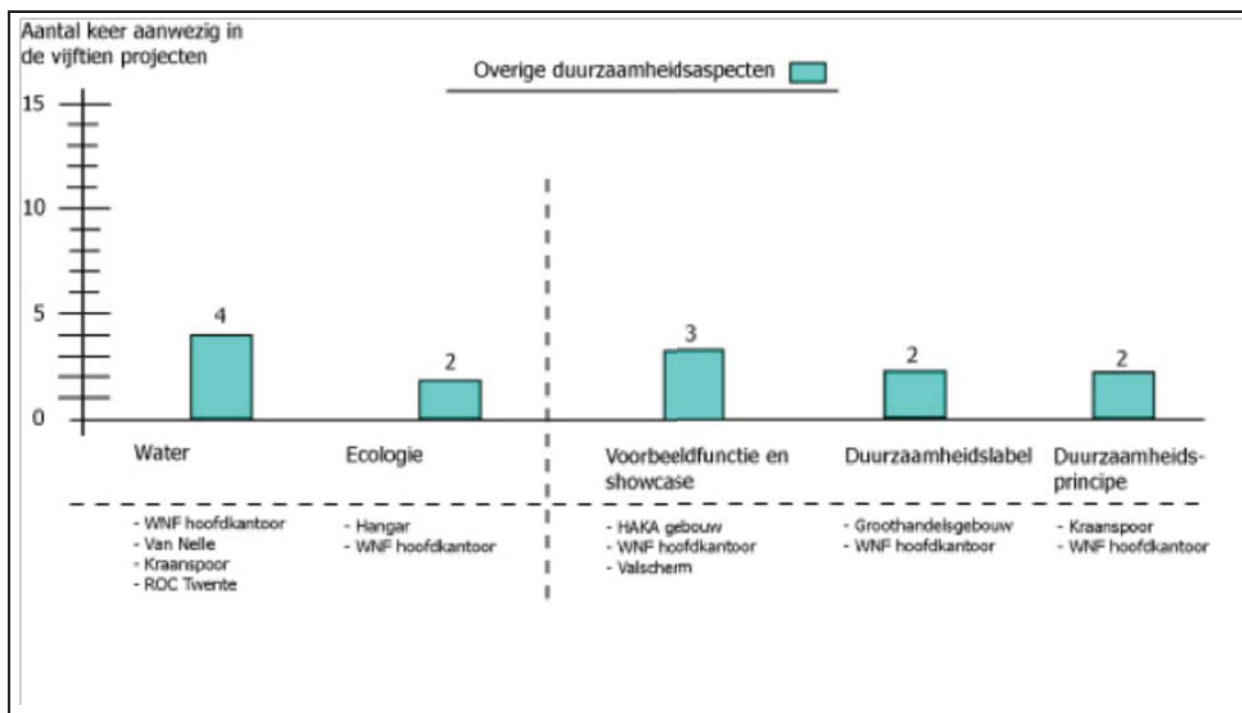 Aantal keer aanwezig in
de vijftien projecten
Overige duurzaamheidsaspecten
15
10
5
0
4
2
3
2
2
Water
Ecologie
Voorbeeldfunctie en
showcase
Duurzaamheidslabel
Duurzaamheids-
principe
- WNF hoofdkantoor
- Van Nelle
- Kraanspoor
- ROC Twente
- Hangar
- WNF hoofdkantoor
- HAKA gebouw
- WNF hoofdkantoor
- Valscherm
- Groothandelsgebouw
- WNF hoofdkantoor
- Kraanspoor
- WNF hoofdkantoor